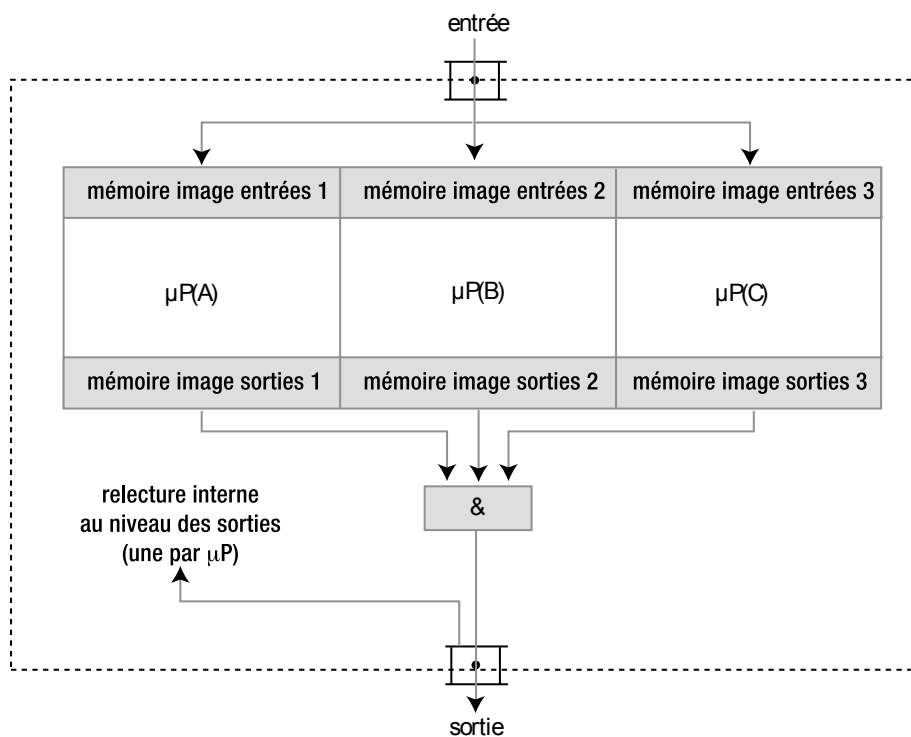 entrée
mémoire image entrées 1
mémoire image entrées 2
mémoire image entrées 3
µP(A)
µP(B)
µP(C)
mémoire image sorties 1
mémoire image sorties 2
mémoire image sorties 3
&
relecture interne
au niveau des sorties
(une par µP)
sortie